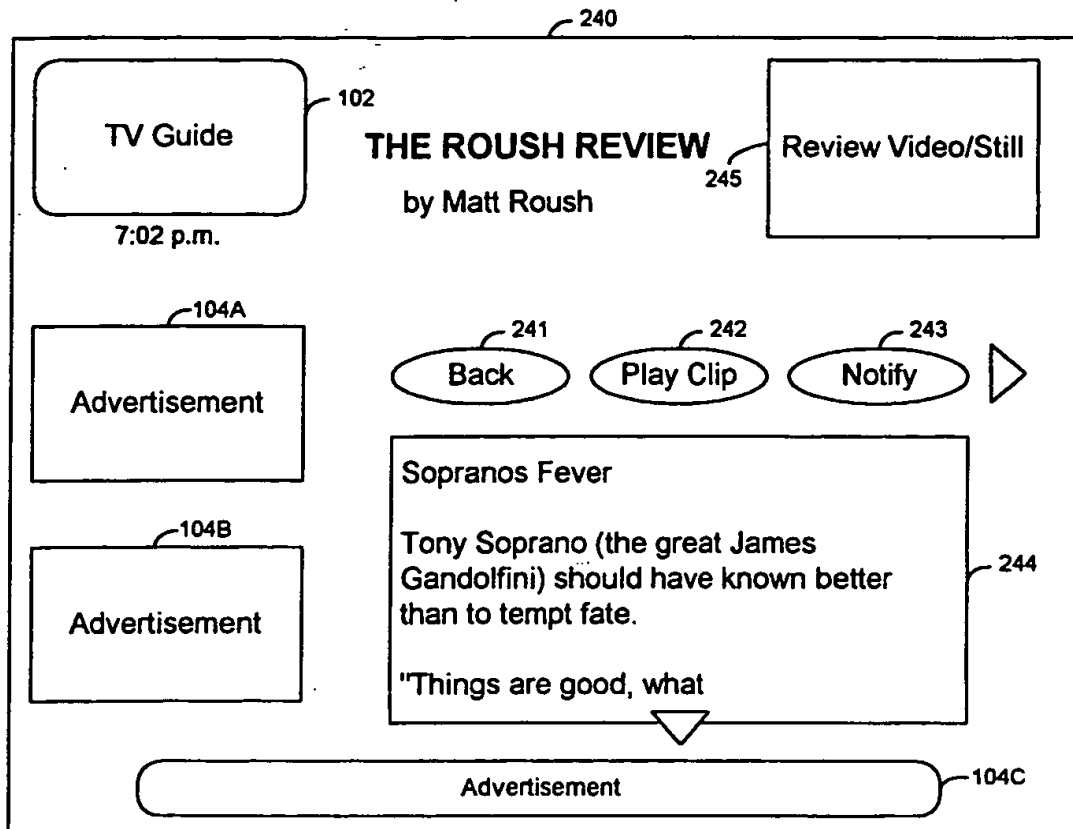 240
TV Guide
102
7:02 p.m.
THE ROUSH REVIEW
by Matt Roush
245
Review Video/Still
104A
Advertisement
104B
Advertisement
241
Back
242
Play Clip
243
Notify
Sopranos Fever
Tony Soprano (the great James
Gandolfini) should have known better
than to tempt fate.
"Things are good, what
244
Advertisement
104C